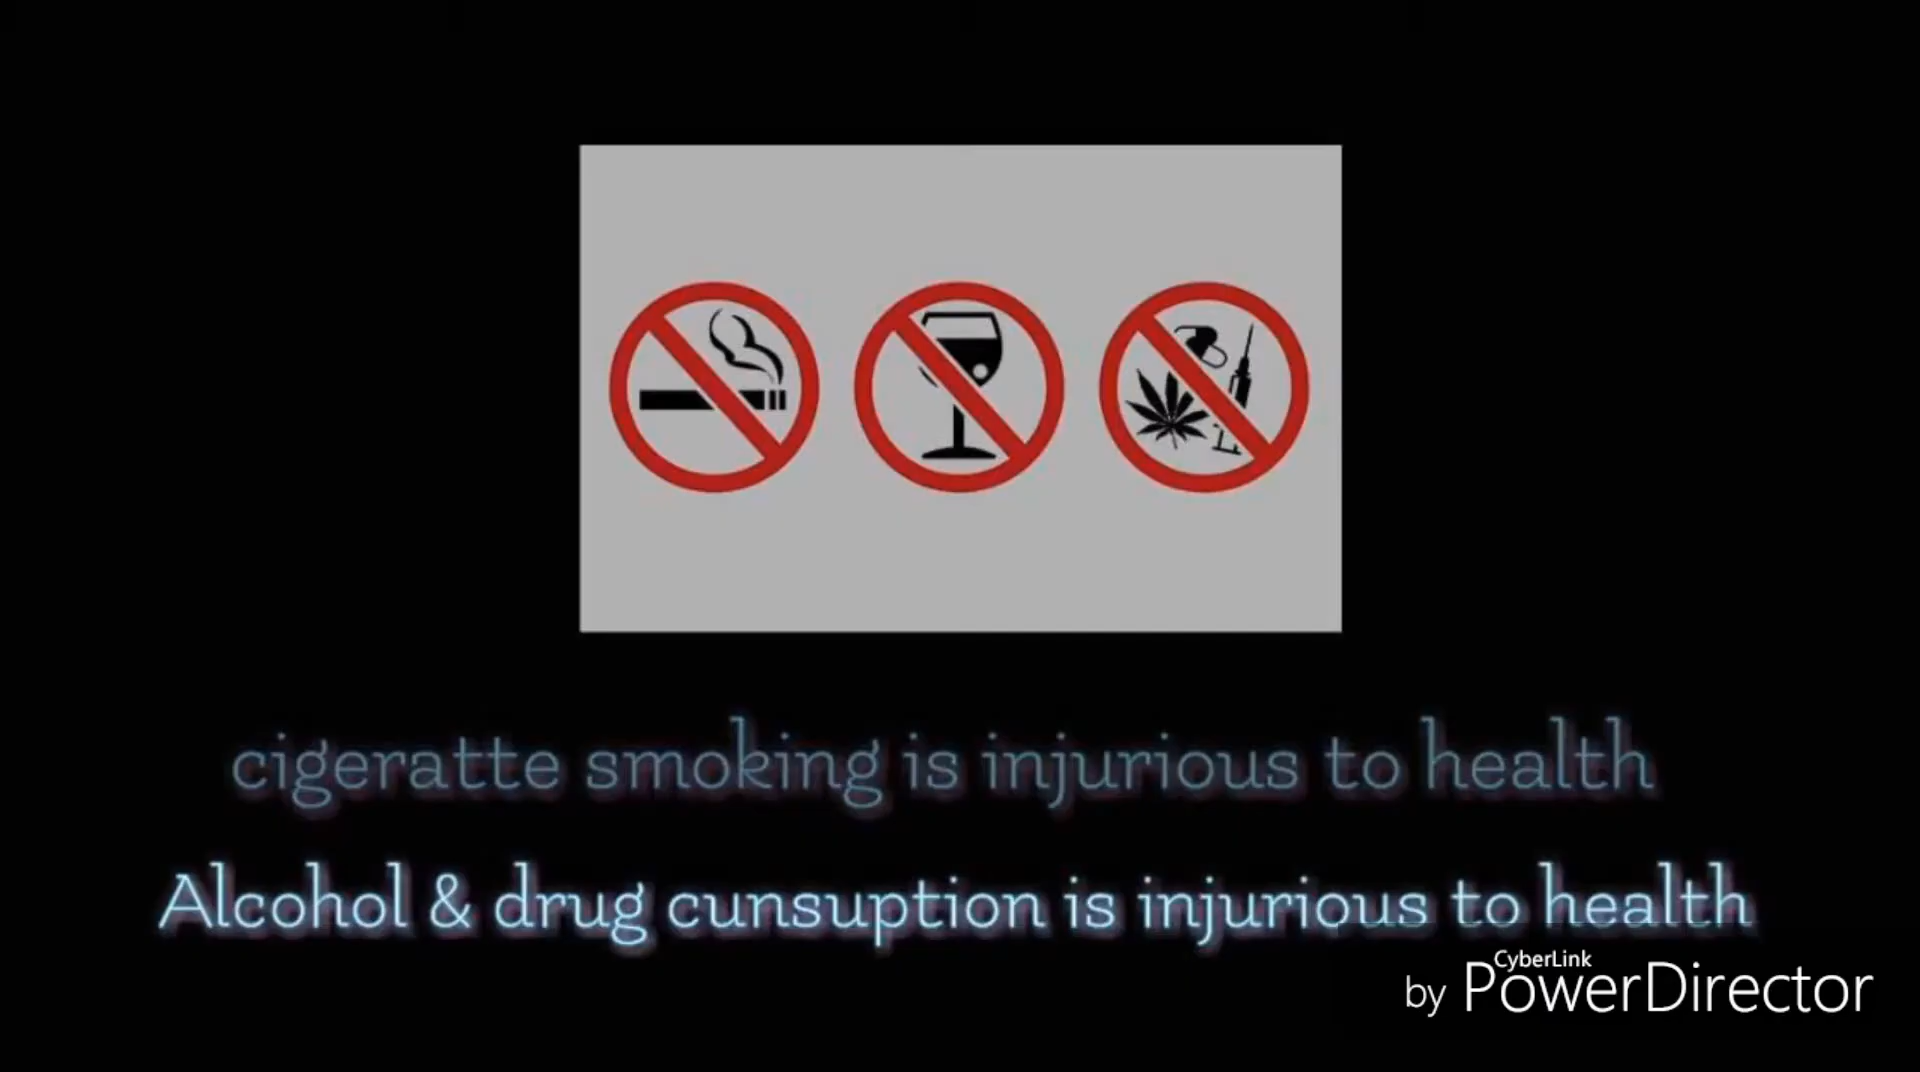 cigeratte smoking is injurious to health
Alcohol & drug cunsuption is injurious to health
CyberLink
by PowerDirector